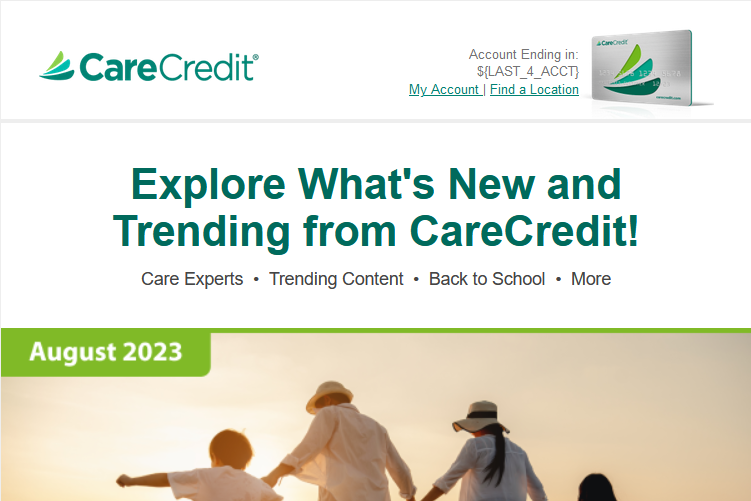 CareCredit®
Account Ending in:
${LAST_4_ACCT}
My Account | Find a Location
CareCredit
Explore What's New and
Trending from CareCredit!
Care Experts • Trending Content • Back to School • More
August 2023